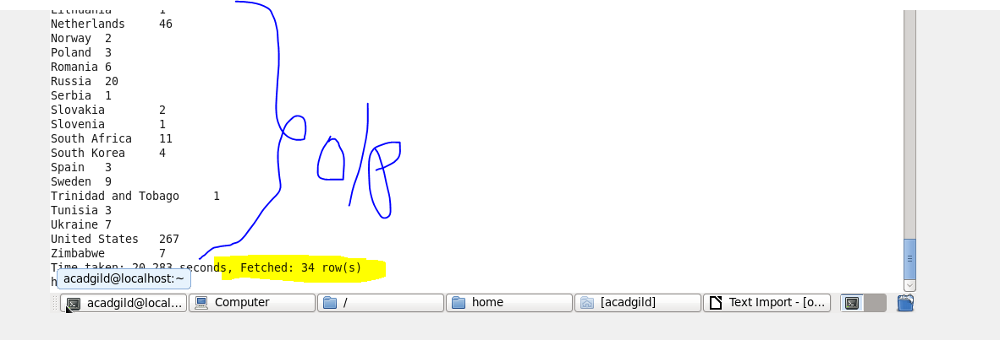 Lithuania 1
Netherlands 46
Norway 2
Poland 3
Romania 6
Russia 20
Serbia 1
Slovakia 2
Slovenia 1
South Africa 11
South Korea 4
Spain 3
Sweden 9
Trinidad and Tobago 1
Tunisia 3
Ukraine 7
United States 267
Zimbabwe 7
Time taken: 20.283 seconds, Fetched: 34 row(s)
h
o/p
acadgild@localhost:~
acadgild@local...
Computer
/
home
[acadgild]
Text Import - [o...